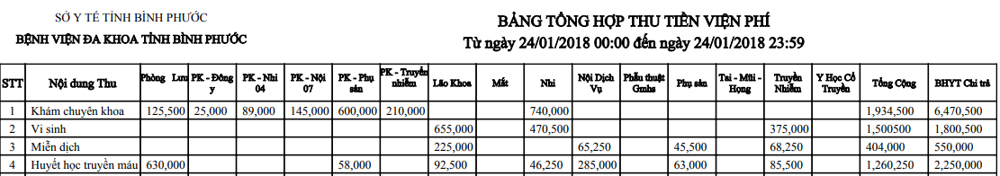 SỞ Y TẾ TỈNH BÌNH PHƯỚC
BỆNH VIỆN ĐA KHOA TỈNH BÌNH PHƯỚC
BẢNG TỔNG HỢP THU TIỀN VIỆN PHÍ
Từ ngày 24/01/2018 00:00 đến ngày 24/01/2018 23:59
STT Nội dung Thu Phòng Lưu PK - Đông y PK - Nhi 04 PK - Nội 07 PK - Phụ sản PK - Truyền nhiễm Lão Khoa Mắt Nhi Nội Dịch Vụ Phẫu thuật Gmhs Phụ sản Tai - Mũi - Họng Truyền Nhiễm Y Học Cổ Truyền Tổng Cộng BHYT Chi trả
1 Khám chuyên khoa 125,500 25,000 89,000 145,000 600,000 210,000 740,000 1,934,500 6,470,500
2 Vi sinh 655,000 470,500 375,000 1,500500 1,800,500
3 Miễn dịch 225,000 65,250 45,500 68,250 404,000 550,000
4 Huyết học truyền máu 630,000 58,000 92,500 46,250 285,000 63,000 85,500 1,260,250 2,250,000